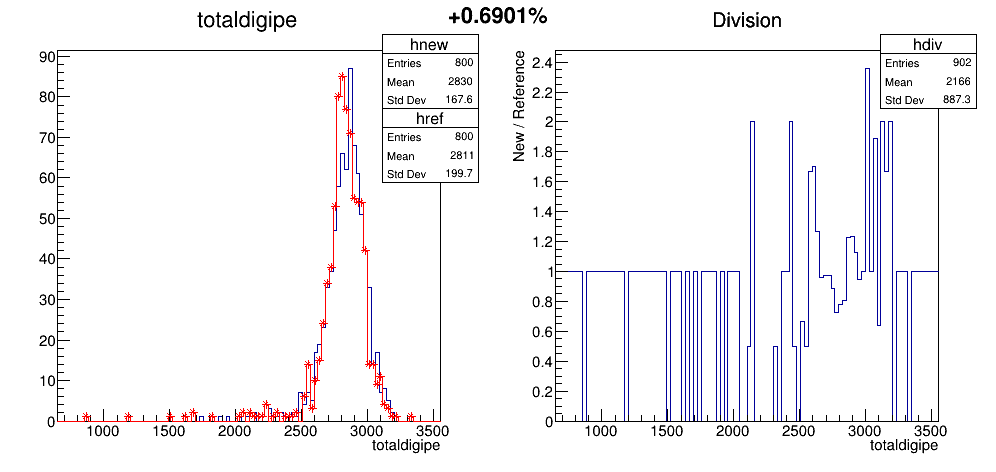 +0.6901%
totaldigipe
hnew
Entries 800
Mean 2830
Std Dev 167.6
href
Entries 800
Mean 2811
Std Dev 199.7
90
80
70
60
50
40
30
20
10
0
1000 1500 2000 2500 3000 3500
totaldigipe
Division
hdiv
Entries 902
Mean 2166
Std Dev 887.3
New / Reference
2.4
2.2
2
1.8
1.6
1.4
1.2
1
0.8
0.6
0.4
0.2
0
1000 1500 2000 2500 3000 3500
totaldigipe